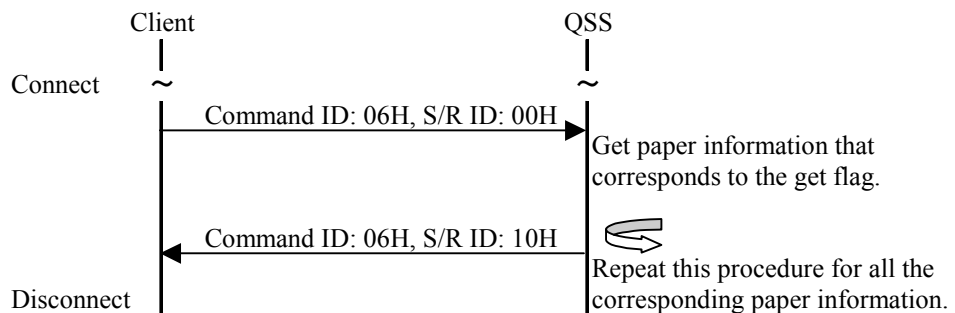 Client QSS
Connect ~ ~
Command ID: 06H, S/R ID: 00H
Get paper information that
corresponds to the get flag.
Command ID: 06H, S/R ID: 10H
Repeat this procedure for all the
Disconnect corresponding paper information.